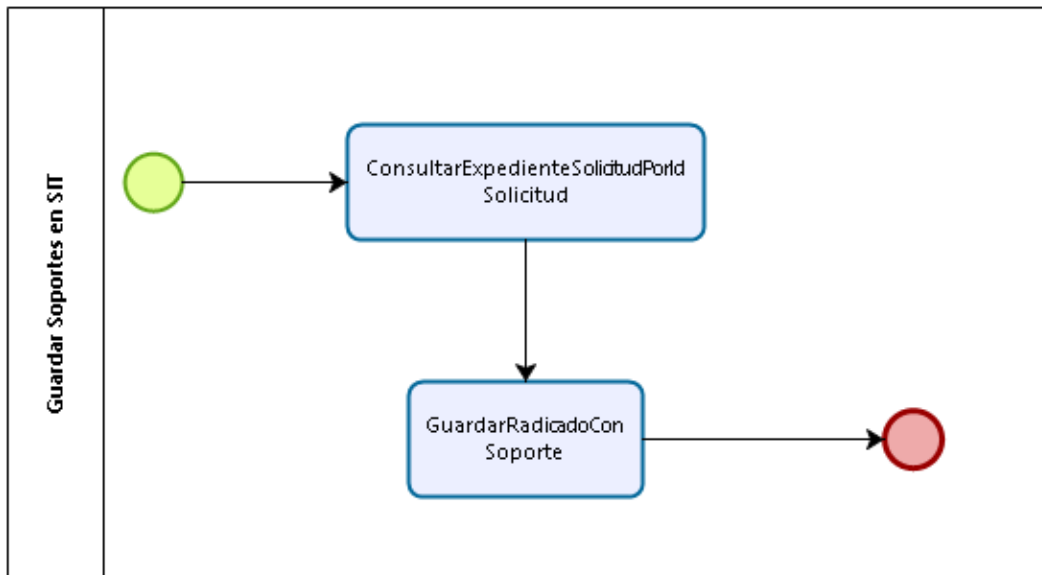 Guardar Soportes en SIT
ConsultarExpedienteSolicitudPorId
Solicitud
GuardarRadicadoCon
Soporte